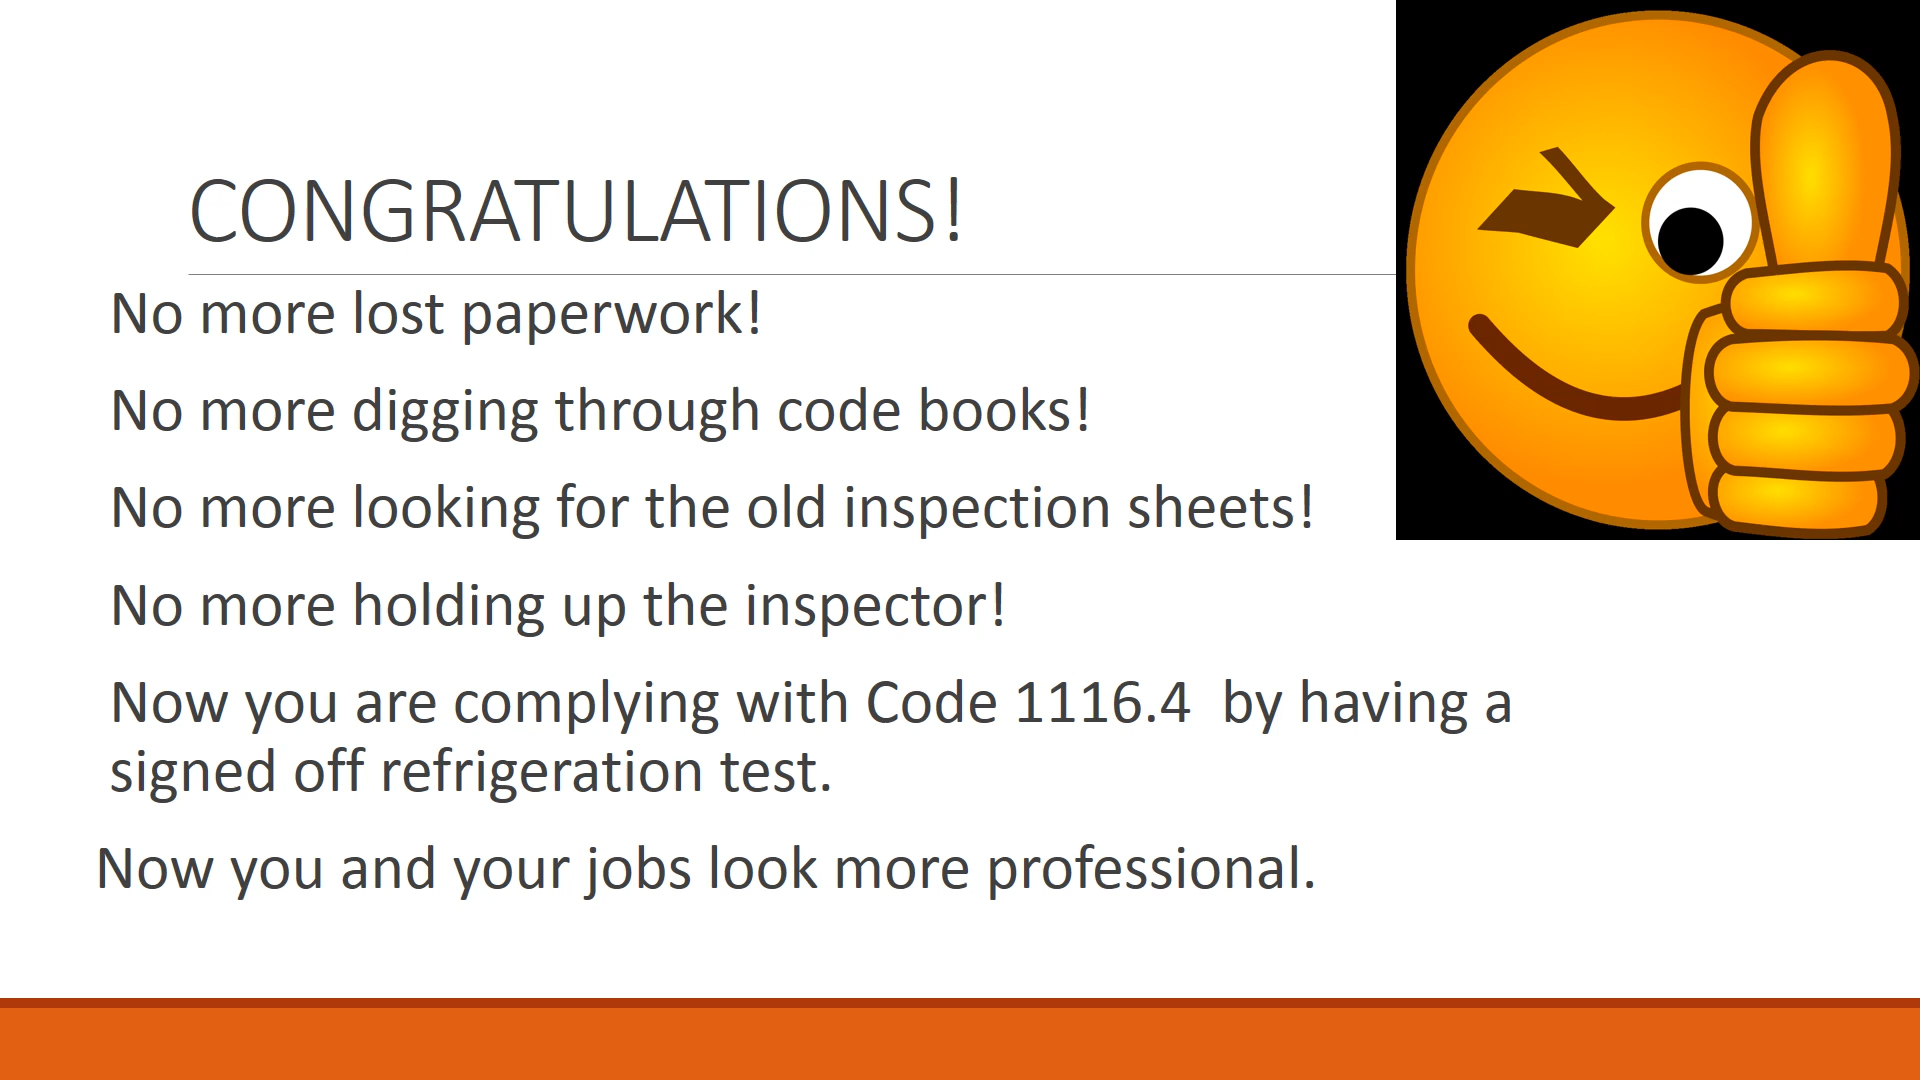 CONGRATULATIONS!
No more lost paperwork!
No more digging through code books!
No more looking for the old inspection sheets!
No more holding up the inspector!
Now you are complying with Code 1116.4  by having a
signed off refrigeration test.
Now you and your jobs look more professional.